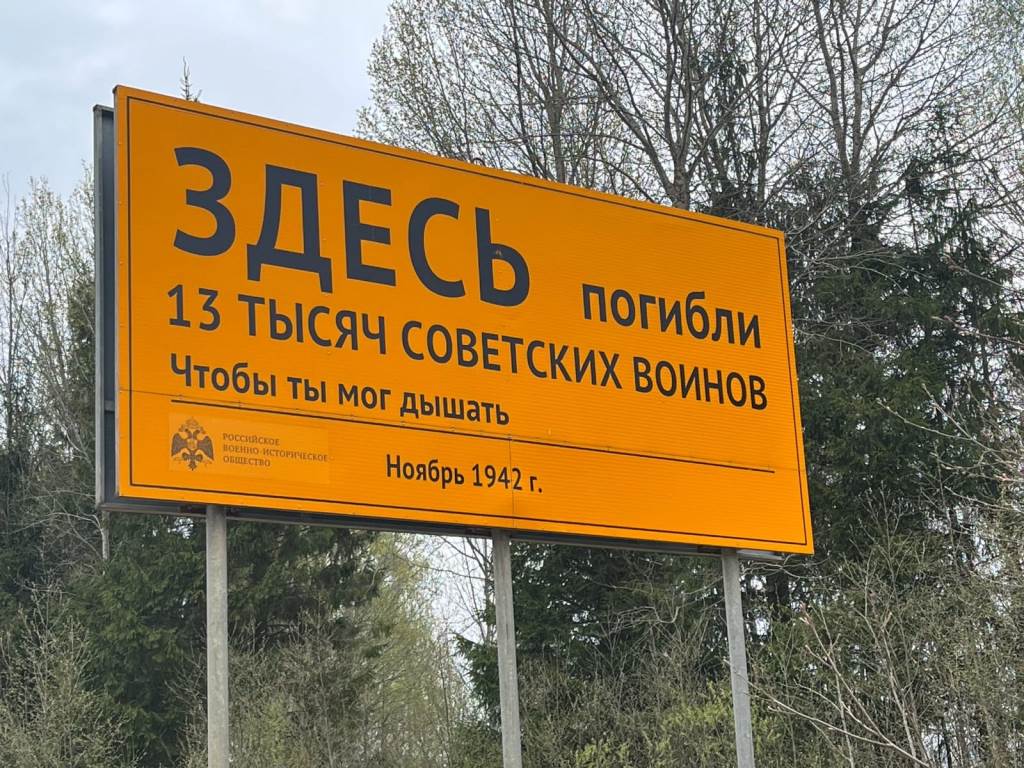 ЗДЕСЬ погибли
13 ТЫСЯЧ СОВЕТСКИХ ВОИНОВ
Чтобы ты мог дышать
РОССИЙСКОЕ
ВОЕННО-ИСТОРИЧЕСКОЕ
ОБЩЕСТВО
Ноябрь 1942 г.